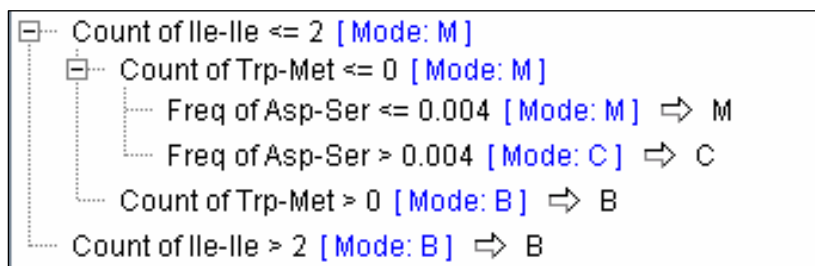 Count of Ile-Ile <= 2 [Mode: M]
Count of Trp-Met <= 0 [Mode: M]
Freq of Asp-Ser <= 0.004 [Mode: M] ⇨ M
Freq of Asp-Ser > 0.004 [Mode: C] ⇨ C
Count of Trp-Met > 0 [Mode: B] ⇨ B
Count of Ile-Ile > 2 [Mode: B] ⇨ B